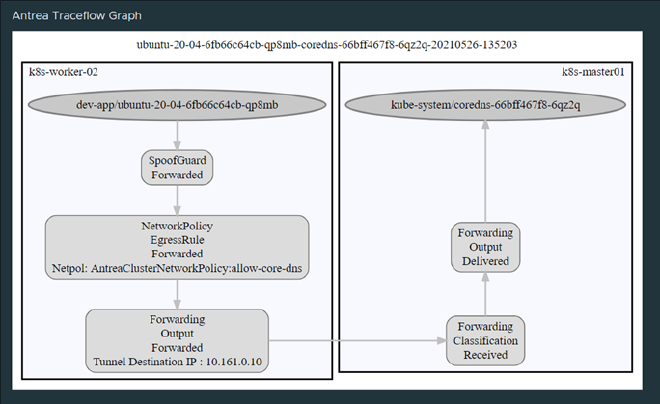 Antrea Traceflow Graph
ubuntu-20-04-6fb66c64cb-qp8mb-coredns-66bff467f8-6qz2q-20210526-135203
k8s-worker-02
dev-app/ubuntu-20-04-6fb66c64cb-qp8mb
SpoofGuard
Forwarded
NetworkPolicy
EgressRule
Forwarded
Netpol: AntreaClusterNetworkPolicy:allow-core-dns
Forwarding
Output
Forwarded
Tunnel Destination IP : 10.161.0.10
k8s-master01
kube-system/coredns-66bff467f8-6qz2q
Forwarding
Output
Delivered
Forwarding
Classification
Received